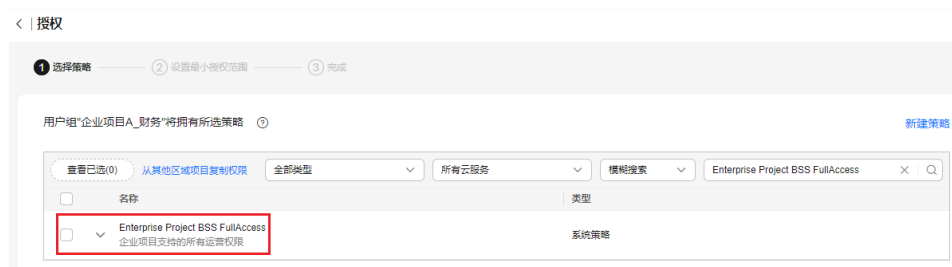 授权
1 选择策略 2 设置最小授权范围 3 完成
用户组"企业项目A_财务"将拥有所选策略 ?
新建策略
查看已选(0) 从其他区域项目复制权限 全部类型 所有云服务 模糊搜索 Enterprise Project BSS FullAccess
名称 类型
Enterprise Project BSS FullAccess 系统策略
企业项目支持的所有运营权限